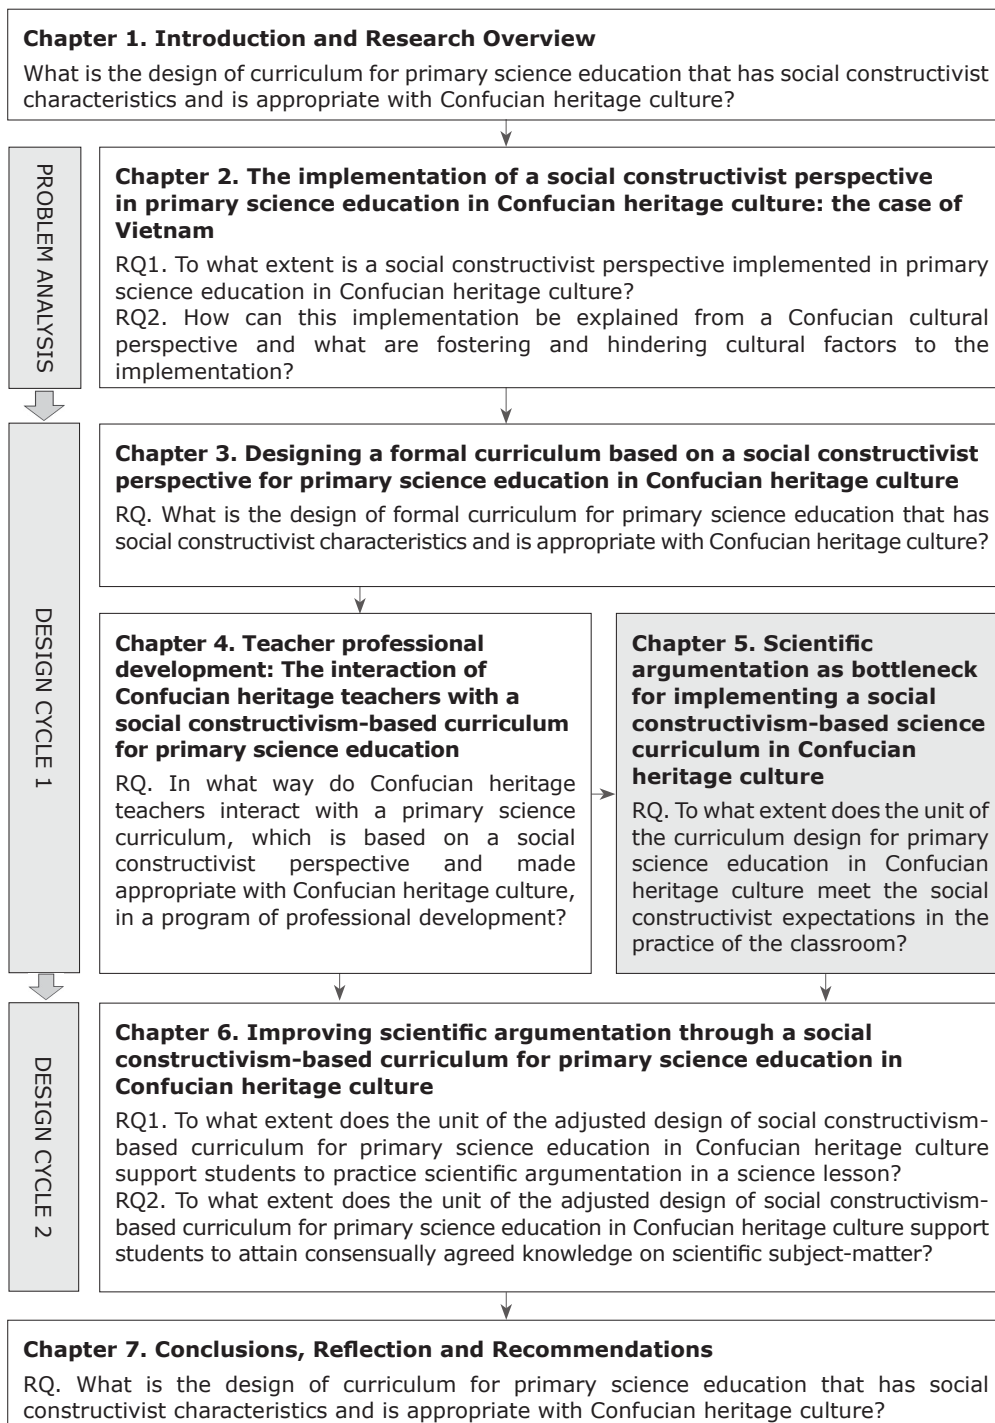 Chapter 1. Introduction and Research Overview
What is the design of curriculum for primary science education that has social constructivist
characteristics and is appropriate with Confucian heritage culture?
PROBLEM ANALYSIS
Chapter 2. The implementation of a social constructivist perspective
in primary science education in Confucian heritage culture: the case of
Vietnam
RQ1. To what extent is a social constructivist perspective implemented in primary
science education in Confucian heritage culture?
RQ2. How can this implementation be explained from a Confucian cultural
perspective and what are fostering and hindering cultural factors to the
implementation?
DESIGN CYCLE 1
Chapter 3. Designing a formal curriculum based on a social constructivist
perspective for primary science education in Confucian heritage culture
RQ. What is the design of formal curriculum for primary science education that has
social constructivist characteristics and is appropriate with Confucian heritage culture?
Chapter 4. Teacher professional
development: The interaction of
Confucian heritage teachers with a
social constructivism-based curriculum
for primary science education
RQ. In what way do Confucian heritage
teachers interact with a primary science
curriculum, which is based on a social
constructivist perspective and made
appropriate with Confucian heritage culture,
in a program of professional development?
Chapter 5. Scientific
argumentation as bottleneck
for implementing a social
constructivism-based science
curriculum in Confucian
heritage culture
RQ. To what extent does the unit of
the curriculum design for primary
science education in Confucian
heritage culture meet the social
constructivist expectations in the
practice of the classroom?
DESIGN CYCLE 2
Chapter 6. Improving scientific argumentation through a social
constructivism-based curriculum for primary science education in
Confucian heritage culture
RQ1. To what extent does the unit of the adjusted design of social constructivism-
based curriculum for primary science education in Confucian heritage culture
support students to practice scientific argumentation in a science lesson?
RQ2. To what extent does the unit of the adjusted design of social constructivism-
based curriculum for primary science education in Confucian heritage culture support
students to attain consensually agreed knowledge on scientific subject-matter?
Chapter 7. Conclusions, Reflection and Recommendations
RQ. What is the design of curriculum for primary science education that has social
constructivist characteristics and is appropriate with Confucian heritage culture?